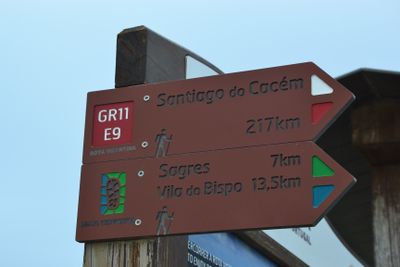 GR11
E9
ROTA VICENTINA
Santiago do Cacém
217km
Sagres 7km
Vila do Bispo 13,5km